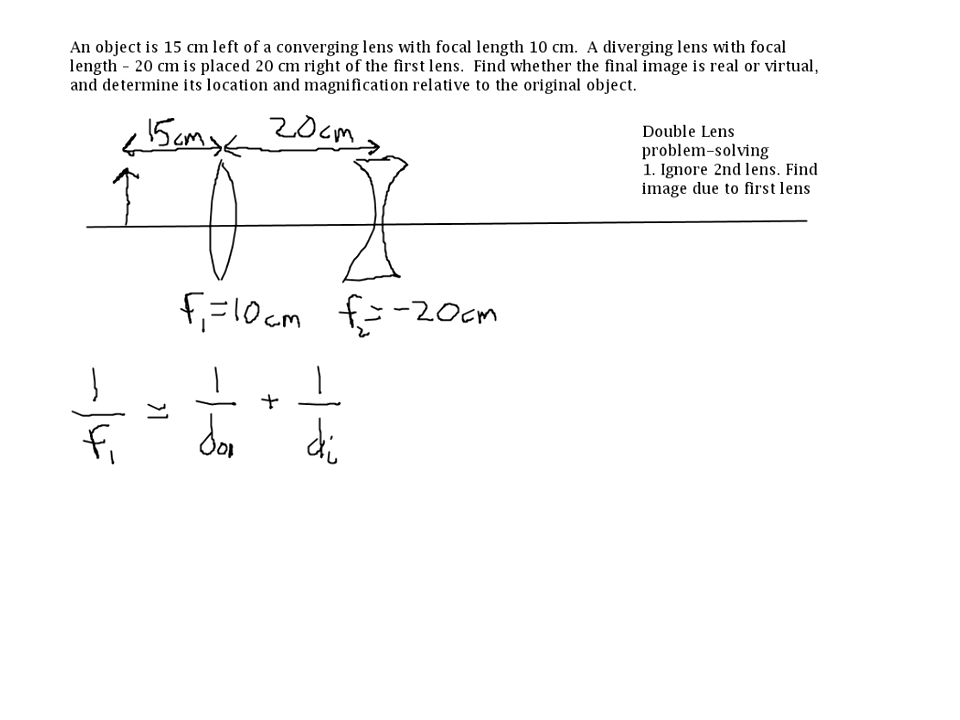 An object is 15 cm left of a converging lens with focal length 10 cm.  A diverging lens with focal
length – 20 cm is placed 20 cm right of the first lens.  Find whether the final image is real or virtual,
and determine its location and magnification relative to the original object.
15cm 20cm
Double Lens
problem-solving
1. Ignore 2nd lens. Find
image due to first lens
f₁=10cm f₂=-20cm
1/f₁ = 1/do1 + 1/di